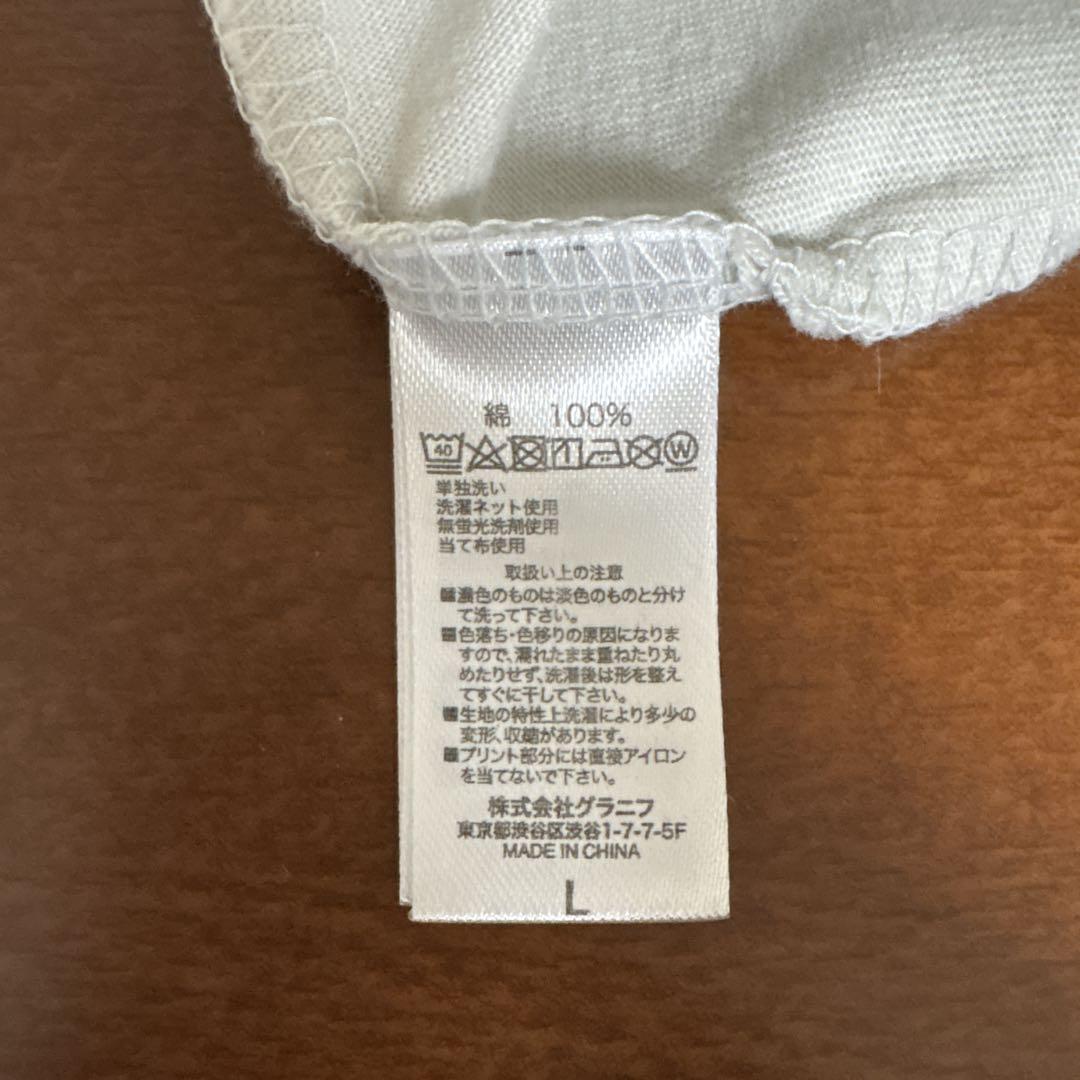 綿 100%
40 W
単独洗い
洗濯ネット使用
無蛍光洗剤使用
当て布使用
取扱い上の注意
■濃色のものは淡色のものと分け
て洗って下さい。
■色落ち・色移りの原因になりま
すので、濡れたまま重ねたり丸
めたりせず、洗濯後は形を整え
てすぐに干して下さい。
■生地の特性上洗濯により多少の
変形、収縮があります。
■プリント部分には直接アイロン
を当てないで下さい。
株式会社グラニフ
東京都渋谷区渋谷1-7-7-5F
MADE IN CHINA
L